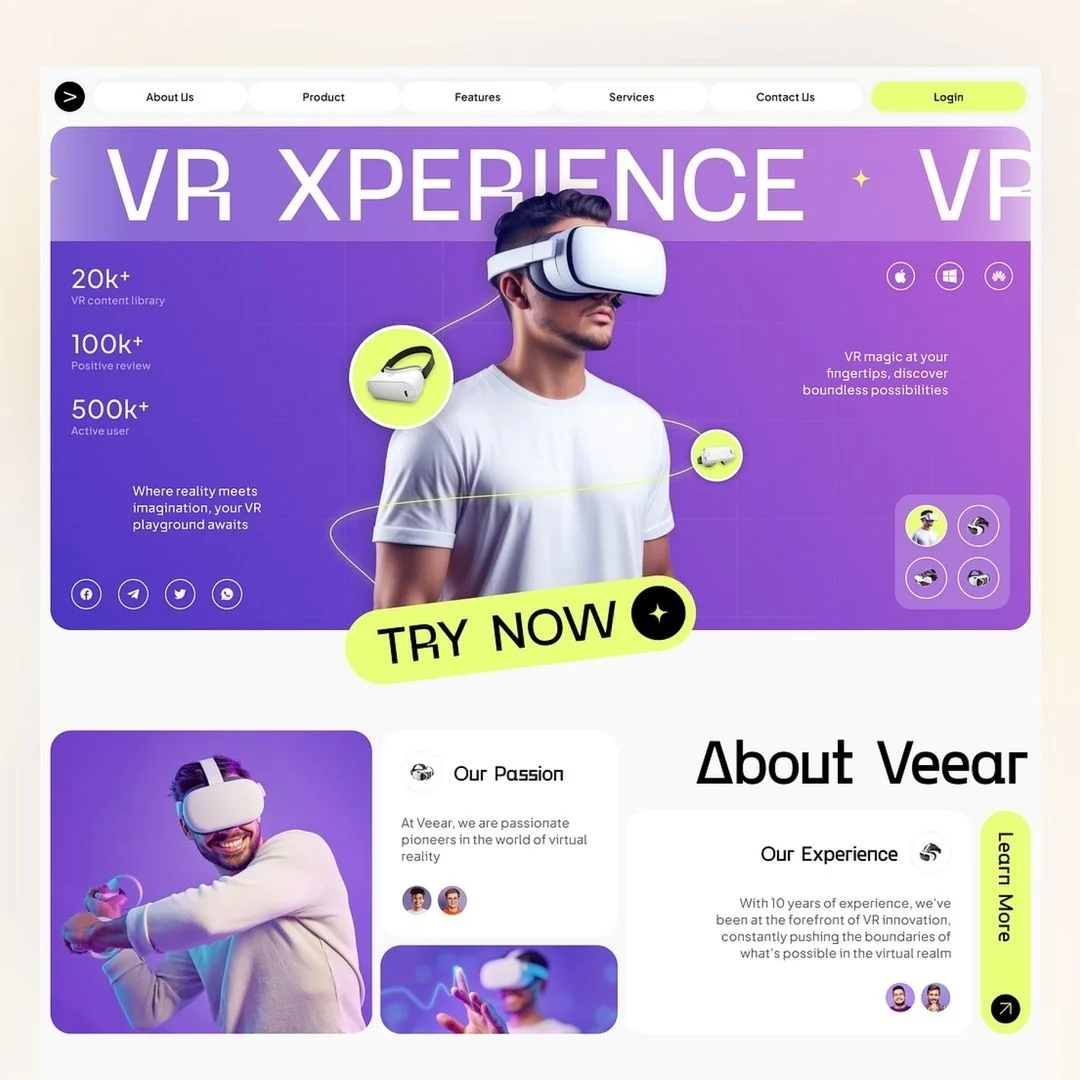 About Us
Product
Features
Services
Contact Us
Login
VR XPERIENCE
VR
20k+
VR content library
100k+
Positive review
500k+
Active user
VR magic at your
fingertips, discover
boundless possibilities
Where reality meets
imagination, your VR
playground awaits
TRY NOW
About Veear
Our Passion
At Veear, we are passionate
pioneers in the world of virtual
reality
Our Experience
With 10 years of experience, we've
been at the forefront of VR innovation,
constantly pushing the boundaries of
what's possible in the virtual realm
Learn More